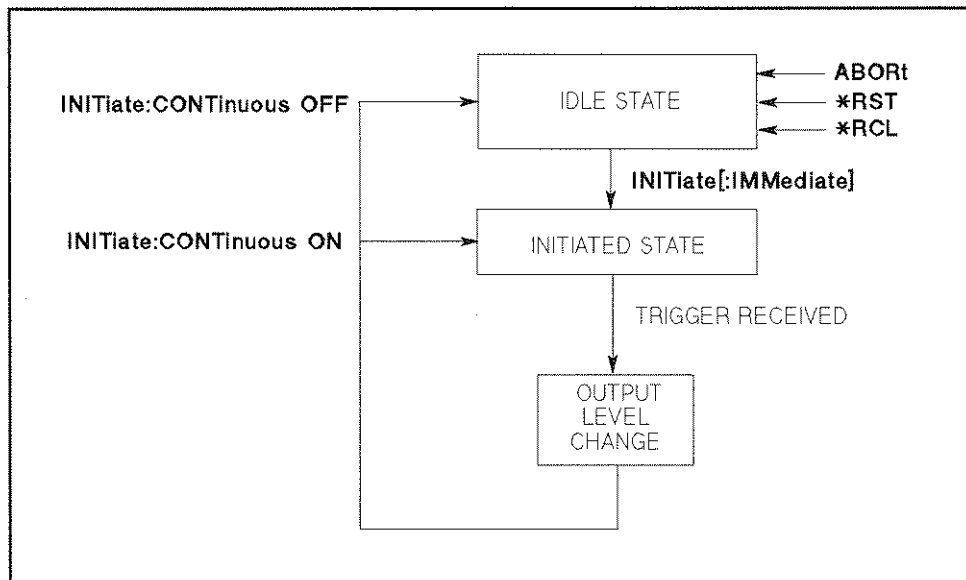 ABORt
INITiate:CONTinuous OFF
IDLE STATE
*RST
*RCL
INITiate[:IMMediate]
INITiate:CONTinuous ON
INITIATED STATE
TRIGGER RECEIVED
OUTPUT
LEVEL
CHANGE